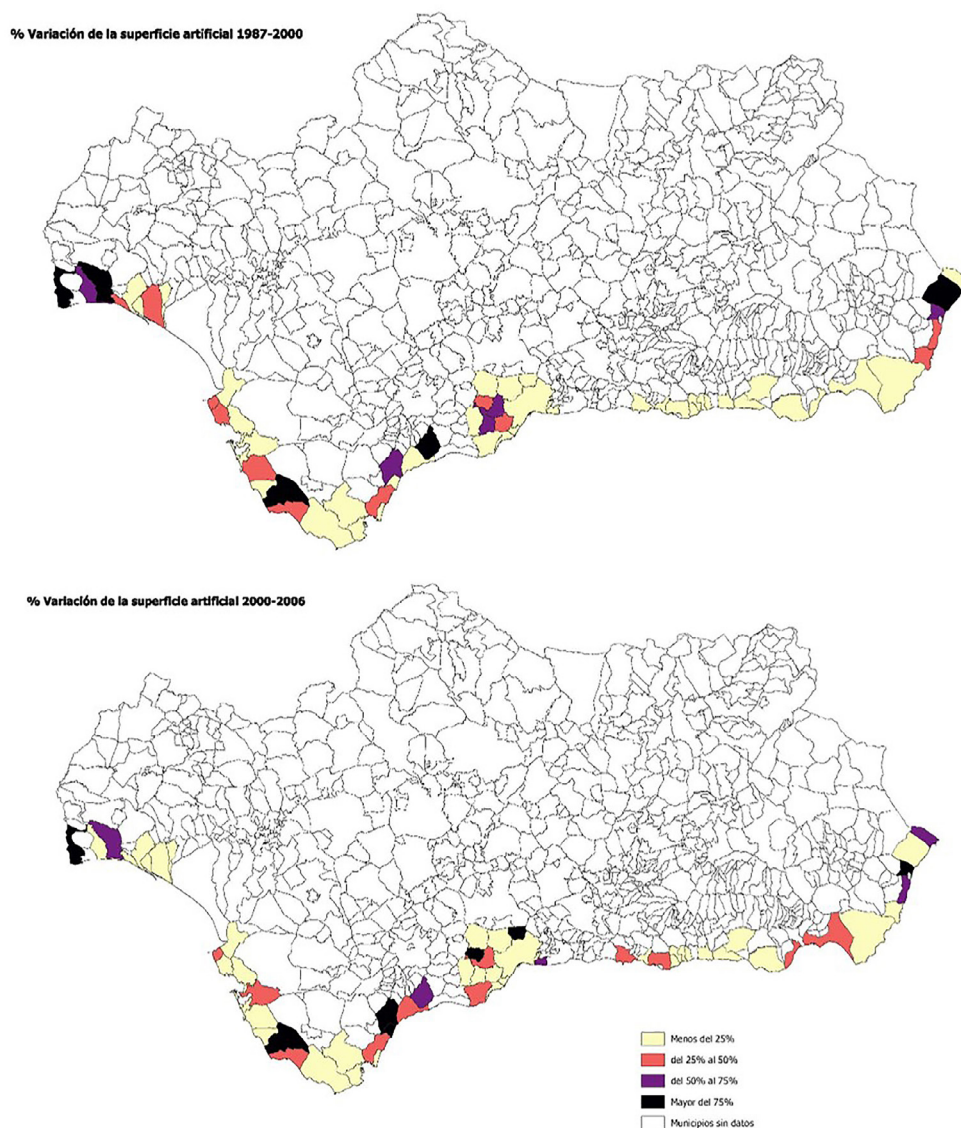 % Variación de la superficie artificial 1987-2000
% Variación de la superficie artificial 2000-2006
Menos del 25%
del 25% al 50%
del 50% al 75%
Mayor del 75%
Municipios sin datos